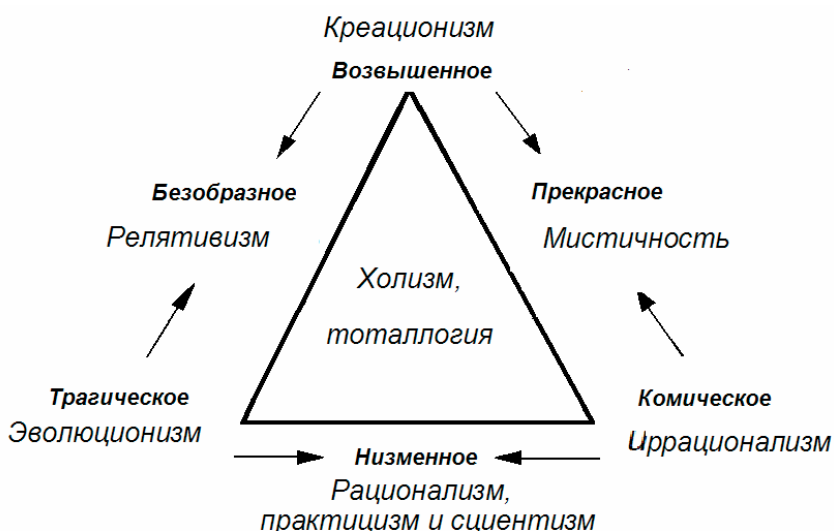 Креационизм
Возвышенное
Безобразное
Прекрасное
Релятивизм
Мистичность
Холизм,
тоталлогия
Трагическое
Комическое
Эволюционизм
Иррационализм
Низменное
Рационализм,
практицизм и сциентизм